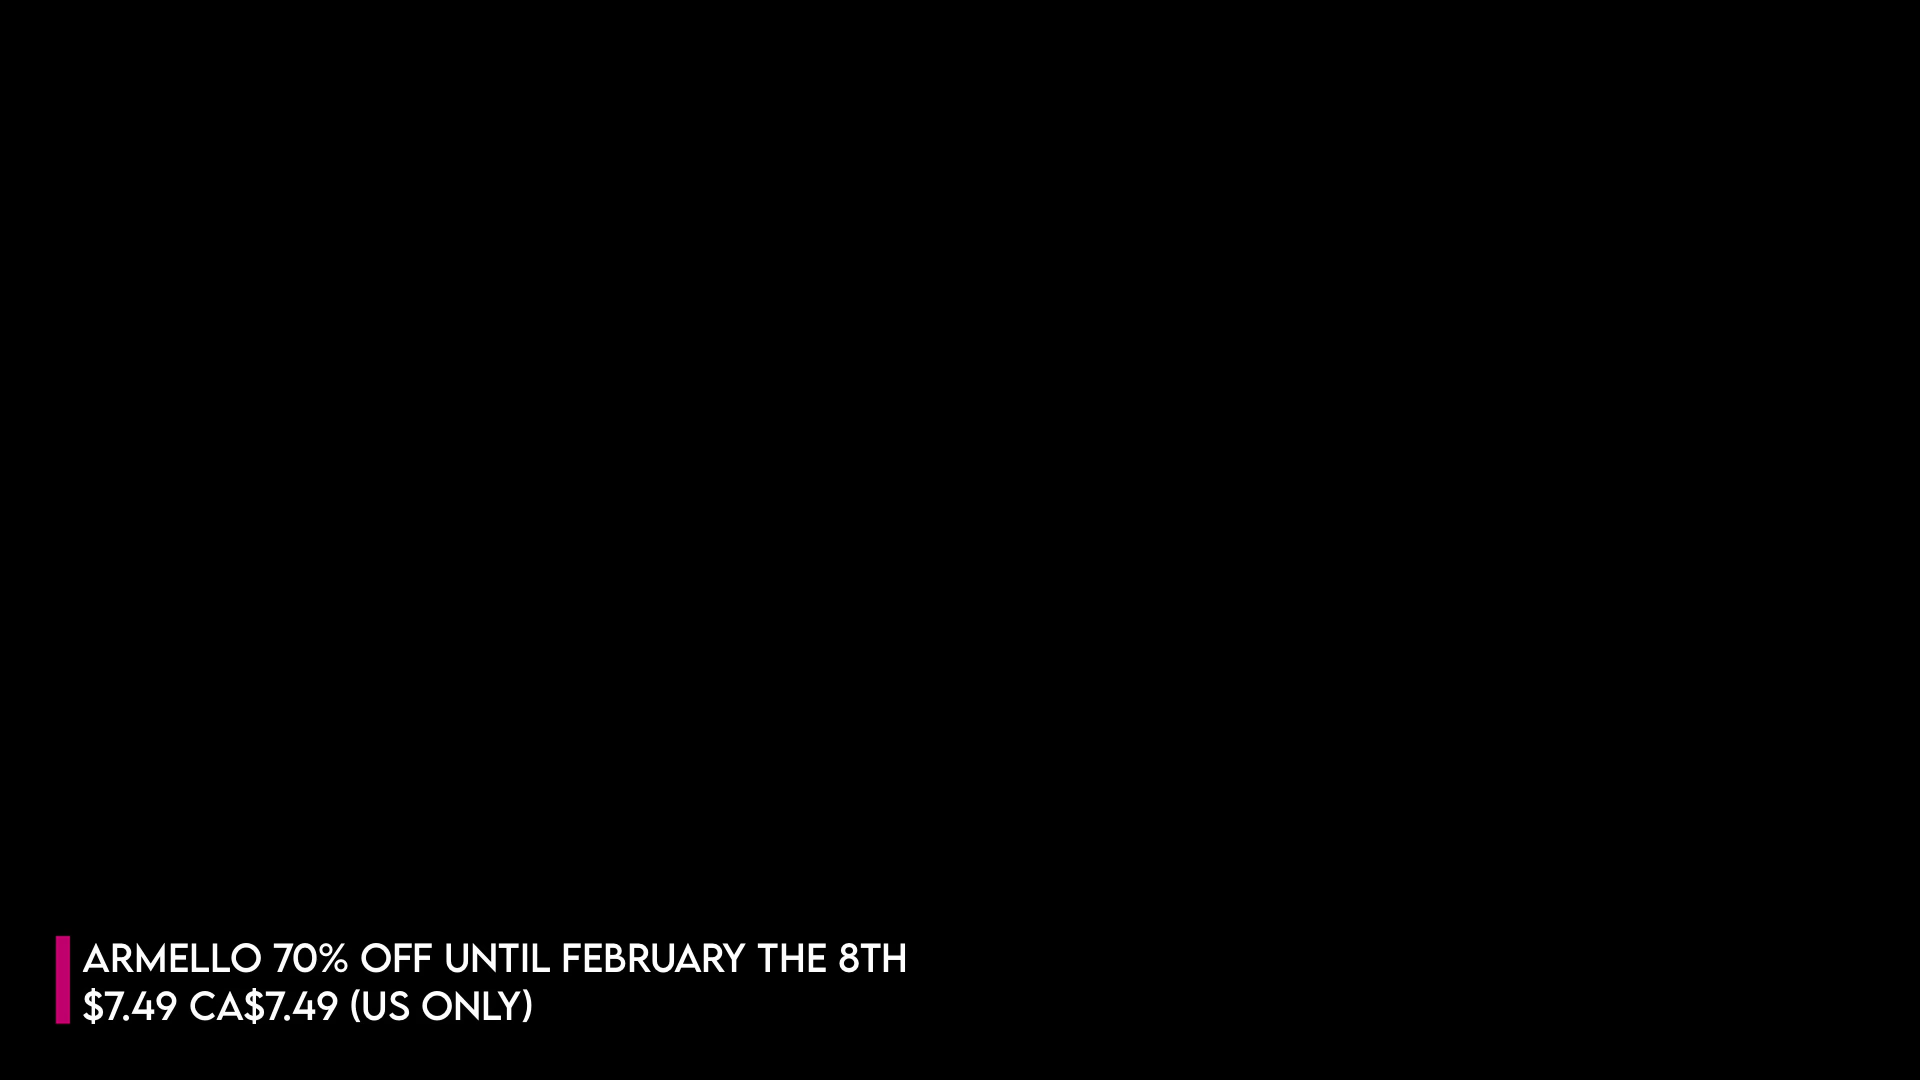 ARMELLO 70% OFF UNTIL FEBRUARY THE 8TH
$7.49 CA$7.49 (US ONLY)